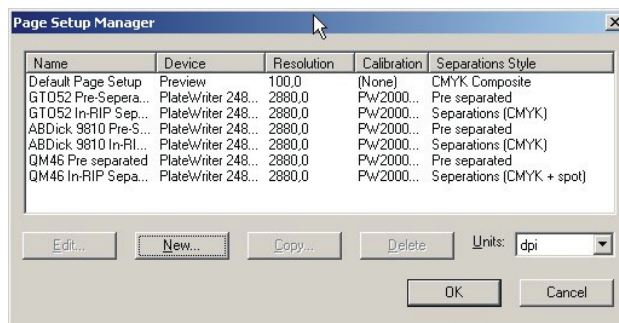 Page Setup Manager
Name Device Resolution Calibration Separations Style
Default Page Setup Preview 100,0 (None) CMYK Composite
GTO52 Pre-Sepera... PlateWriter 248... 2880,0 PW2000... Pre separated
GTO52 In-RIP Sep... PlateWriter 248... 2880,0 PW2000... Separations (CMYK)
ABDick 9810 Pre-S... PlateWriter 248... 2880,0 PW2000... Pre separated
ABDick 9810 In-RI... PlateWriter 248... 2880,0 PW2000... Separations (CMYK)
QM46 Pre separated PlateWriter 248... 2880,0 PW2000... Pre separated
QM46 In-RIP Sepa... PlateWriter 248... 2880,0 PW2000... Seperations (CMYK + spot)
Edit... New... Copy... Delete Units: dpi
OK Cancel